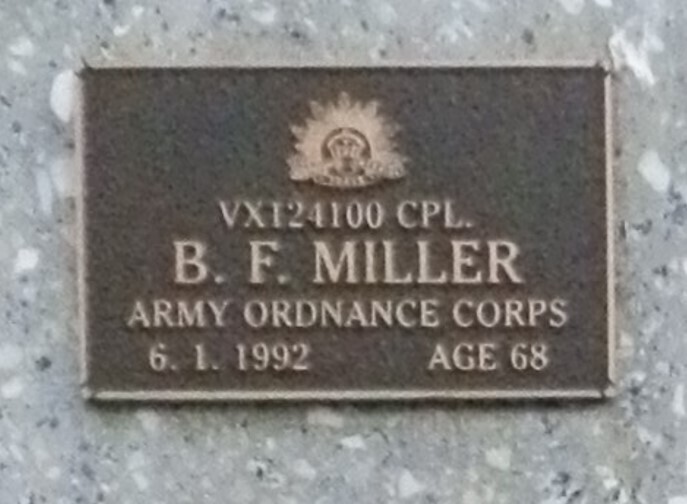 VX124100 CPL.
B. F. MILLER
ARMY ORDNANCE CORPS
6. 1. 1992 AGE 68